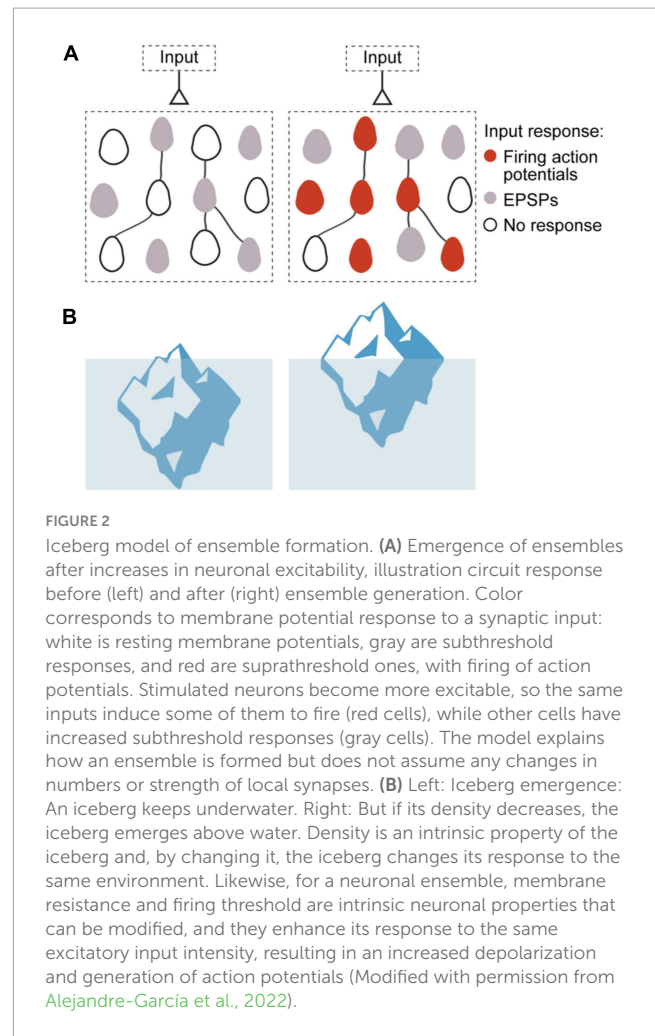 A
Input
Input
Input response:
Firing action
potentials
EPSPs
No response
B
FIGURE 2
Iceberg model of ensemble formation. (A) Emergence of ensembles
after increases in neuronal excitability, illustration circuit response
before (left) and after (right) ensemble generation. Color
corresponds to membrane potential response to a synaptic input:
white is resting membrane potentials, gray are subthreshold
responses, and red are suprathreshold ones, with firing of action
potentials. Stimulated neurons become more excitable, so the same
inputs induce some of them to fire (red cells), while other cells have
increased subthreshold responses (gray cells). The model explains
how an ensemble is formed but does not assume any changes in
numbers or strength of local synapses. (B) Left: Iceberg emergence:
An iceberg keeps underwater. Right: But if its density decreases, the
iceberg emerges above water. Density is an intrinsic property of the
iceberg and, by changing it, the iceberg changes its response to the
same environment. Likewise, for a neuronal ensemble, membrane
resistance and firing threshold are intrinsic neuronal properties that
can be modified, and they enhance its response to the same
excitatory input intensity, resulting in an increased depolarization
and generation of action potentials (Modified with permission from
Alejandre-García et al., 2022).